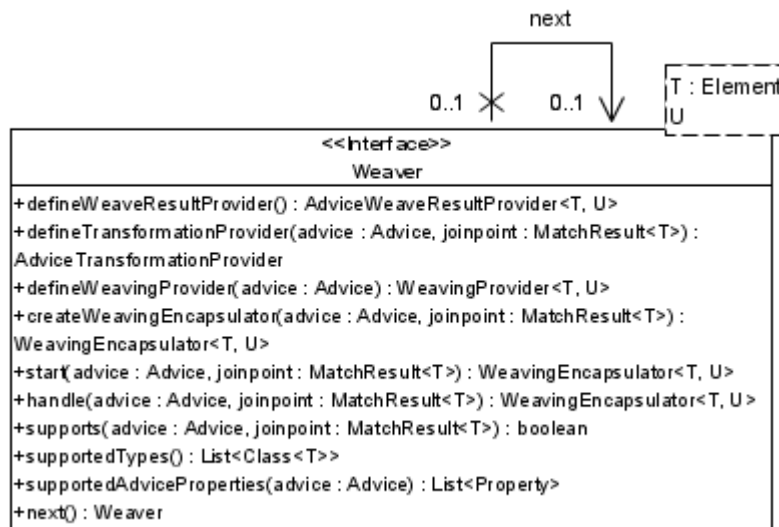 next
0..1
0..1
T : Element
U
<<Interface>>
Weaver
+defineWeaveResultProvider() : AdviceWeaveResultProvider<T, U>
+defineTransformationProvider(advice : Advice, joinpoint : MatchResult<T>) :
AdviceTransformationProvider
+defineWeavingProvider(advice : Advice) : WeavingProvider<T, U>
+createWeavingEncapsulator(advice : Advice, joinpoint : MatchResult<T>) :
WeavingEncapsulator<T, U>
+start(advice : Advice, joinpoint : MatchResult<T>) : WeavingEncapsulator<T, U>
+handle(advice : Advice, joinpoint : MatchResult<T>) : WeavingEncapsulator<T, U>
+supports(advice : Advice, joinpoint : MatchResult<T>) : boolean
+supportedTypes() : List<Class<T>>
+supportedAdviceProperties(advice : Advice) : List<Property>
+next() : Weaver